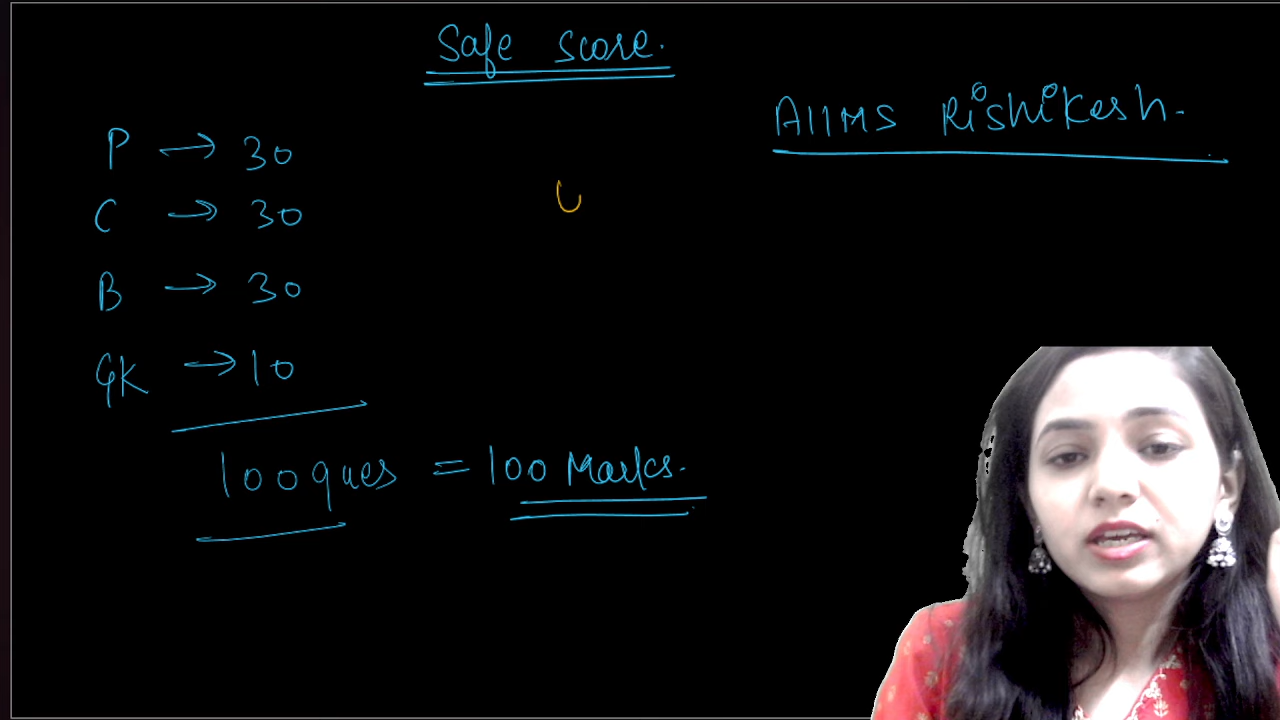 Safe score.
AIIMS Rishikesh.
P → 30
C → 30
B → 30
GK → 10
100 ques = 100 Marks.